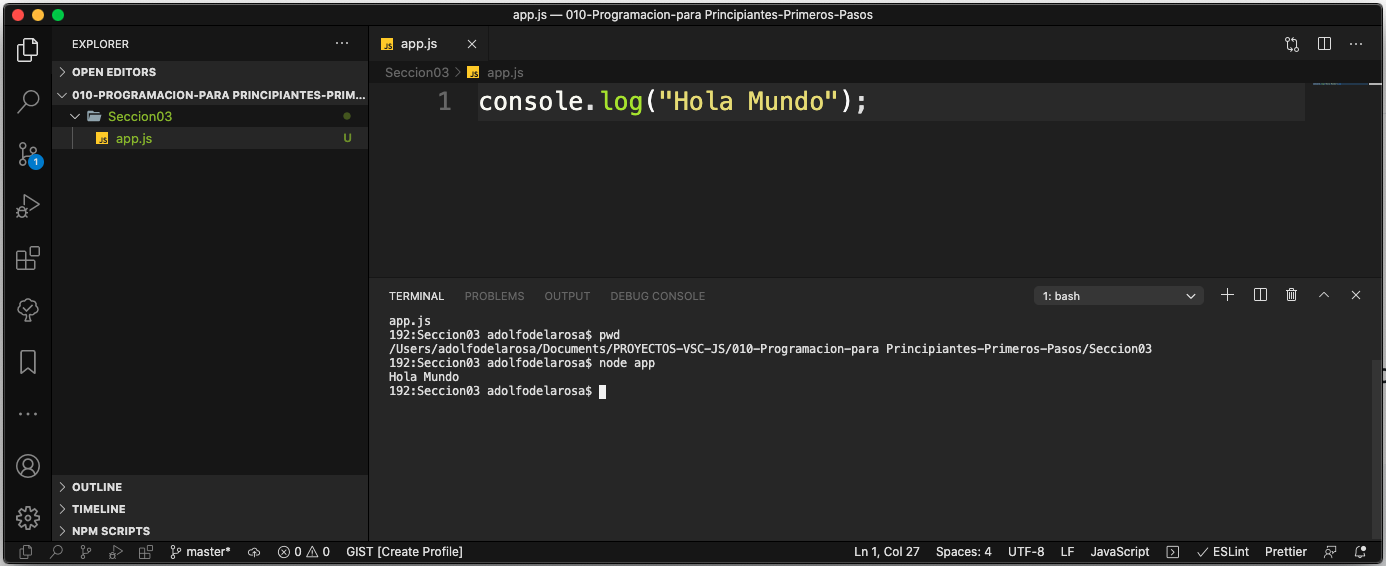 app.js — 010-Programacion-para Principiantes-Primeros-Pasos
EXPLORER
OPEN EDITORS
010-PROGRAMACION-PARA PRINCIPIANTES-PRIM...
Seccion03
app.js U
1
OUTLINE
TIMELINE
NPM SCRIPTS
JS app.js
Seccion03 > JS app.js
1 console.log("Hola Mundo");
TERMINAL PROBLEMS OUTPUT DEBUG CONSOLE 1: bash
app.js
192:Seccion03 adolfodelarosa$ pwd
/Users/adolfodelarosa/Documents/PROYECTOS-VSC-JS/010-Programacion-para Principiantes-Primeros-Pasos/Seccion03
192:Seccion03 adolfodelarosa$ node app
Hola Mundo
192:Seccion03 adolfodelarosa$
master* 0 0 GIST [Create Profile] Ln 1, Col 27 Spaces: 4 UTF-8 LF JavaScript ESLint Prettier